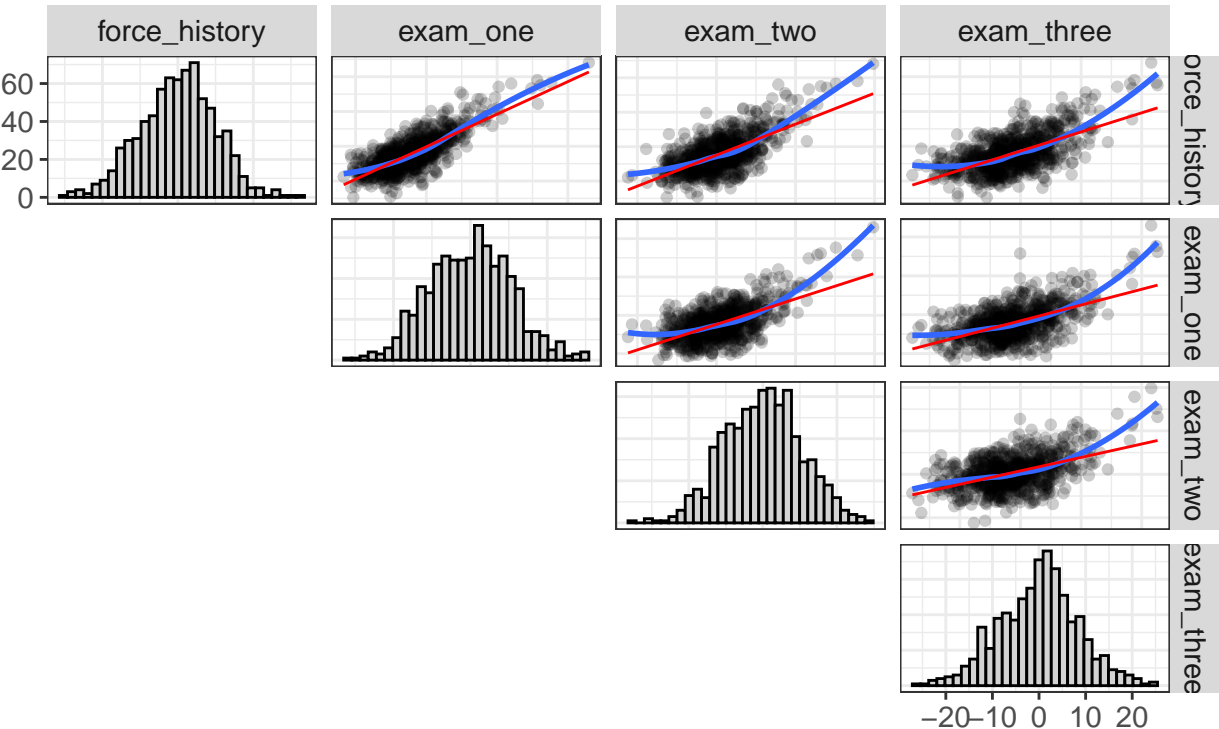 force_history exam_one exam_two exam_three
60
40
20
0
orce_history
exam_one
exam_two
exam_three
−20 −10 0 10 20